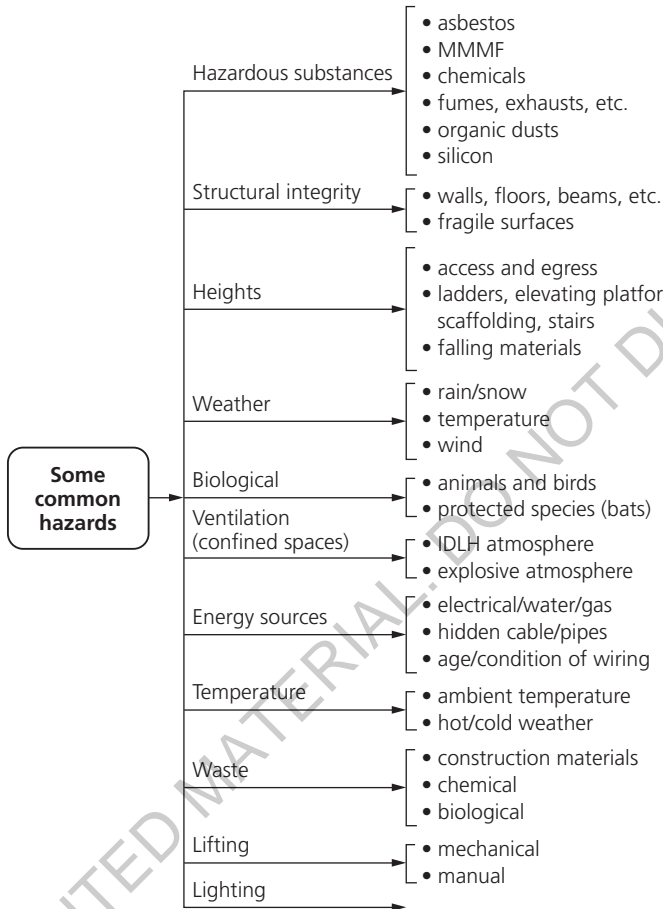 Some
common
hazards
Hazardous substances
• asbestos
• MMMF
• chemicals
• fumes, exhausts, etc.
• organic dusts
• silicon
Structural integrity
• walls, floors, beams, etc.
• fragile surfaces
Heights
• access and egress
• ladders, elevating
scaffolding, stairs
• falling materials
Weather
• rain/snow
• temperature
• wind
Biological
• animals and birds
• protected species (bats)
Ventilation
(confined spaces)
• IDLH atmosphere
• explosive atmosphere
Energy sources
• electrical/water/gas
• hidden cable/pipes
• age/condition of wiring
Temperature
• ambient temperature
• hot/cold weather
Waste
• construction materials
• chemical
• biological
Lifting
• mechanical
• manual
Lighting
MATERIAL. DO NOT